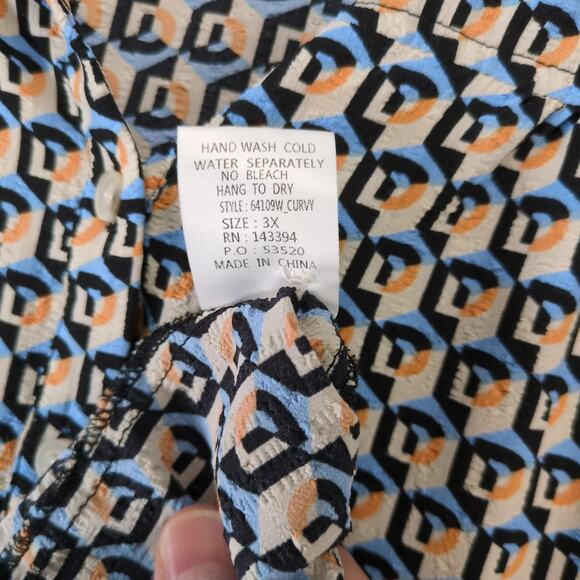 HAND WASH COLD
WATER SEPARATELY
NO BLEACH
HANG TO DRY
STYLE : 64109W_CURVY
SIZE : 3X
RN : 143394
P.O : 53520
MADE IN CHINA